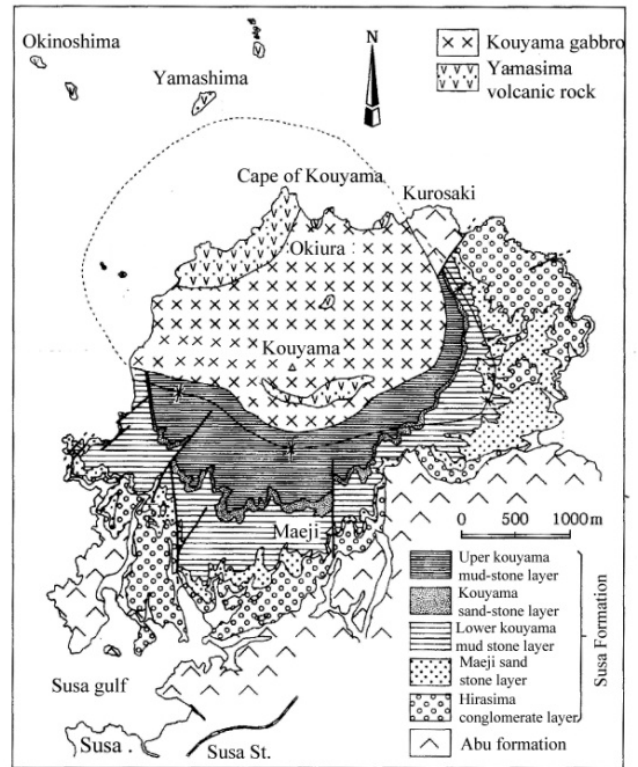 Okinoshima
Yamashima
N
Kouyama gabbro
Yamasima
volcanic rock
Cape of Kouyama
Kurosaki
Okiura
Kouyama
Maeji
0 500 1000m
Uper kouyama
mud-stone layer
Kouyama
sand-stone layer
Lower kouyama
mud stone layer
Maeji sand
stone layer
Hirasima
conglomerate layer
Susa Formation
Abu formation
Susa gulf
Susa .
Susa St.